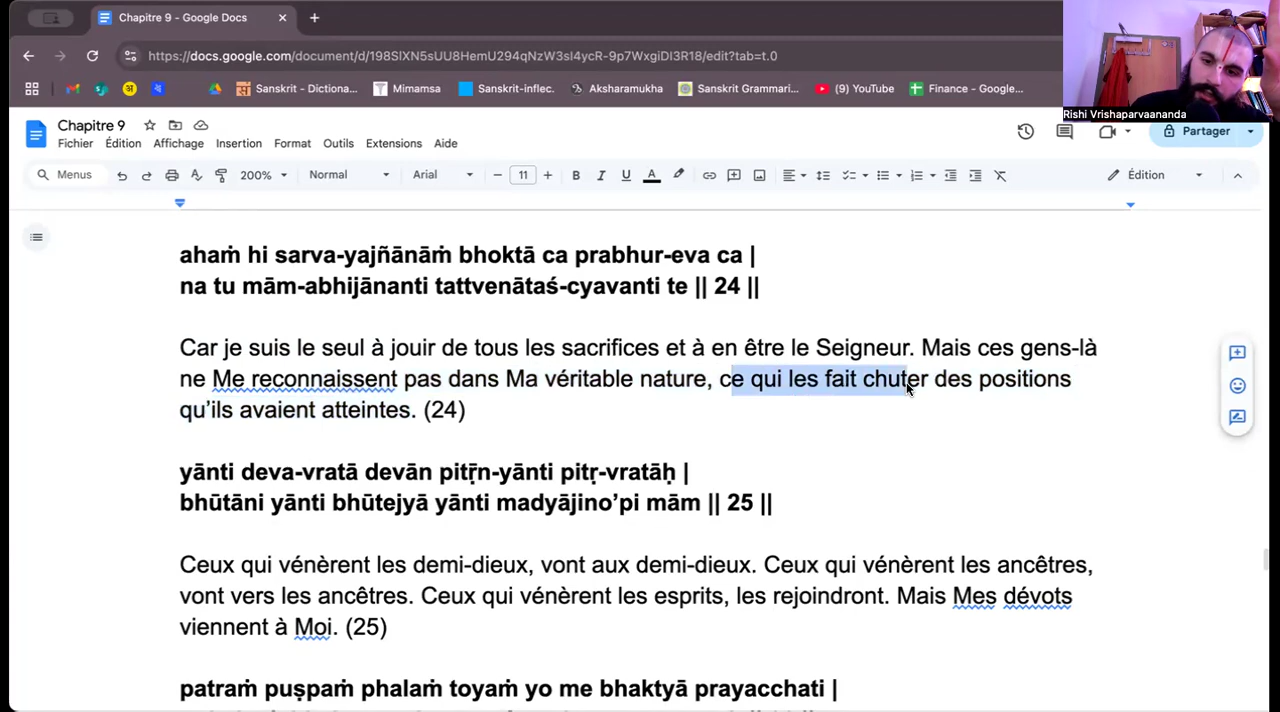 Chapitre 9 - Google Docs
https://docs.google.com/document/d/198SlXN5sUU8HemU294qNzW3sl4ycR-9p7WxgiDI3R18/edit?tab=t.0
Sanskrit - Dictiona... Mimamsa Sanskrit-inflec. Aksharamukha Sanskrit Grammari... (9) YouTube Finance - Google...
Rishi Vrishaparvaananda
Chapitre 9
Partager
Fichier Édition Affichage Insertion Format Outils Extensions Aide
Menus 200% Normal Arial 11 B I U A Édition
ahaṁ hi sarva-yajñānāṁ bhoktā ca prabhur-eva ca |
na tu mām-abhijānanti tattvenātaś-cyavanti te || 24 ||
Car je suis le seul à jouir de tous les sacrifices et à en être le Seigneur. Mais ces gens-là
ne Me reconnaissent pas dans Ma véritable nature, ce qui les fait chuter des positions
qu’ils avaient atteintes. (24)
yānti deva-vratā devān pitṝn-yānti pitṛ-vratāḥ |
bhūtāni yānti bhūtejyā yānti madyājino’pi mām || 25 ||
Ceux qui vénèrent les demi-dieux, vont aux demi-dieux. Ceux qui vénèrent les ancêtres,
vont vers les ancêtres. Ceux qui vénèrent les esprits, les rejoindront. Mais Mes dévots
viennent à Moi. (25)
patraṁ puṣpaṁ phalaṁ toyaṁ yo me bhaktyā prayacchati |